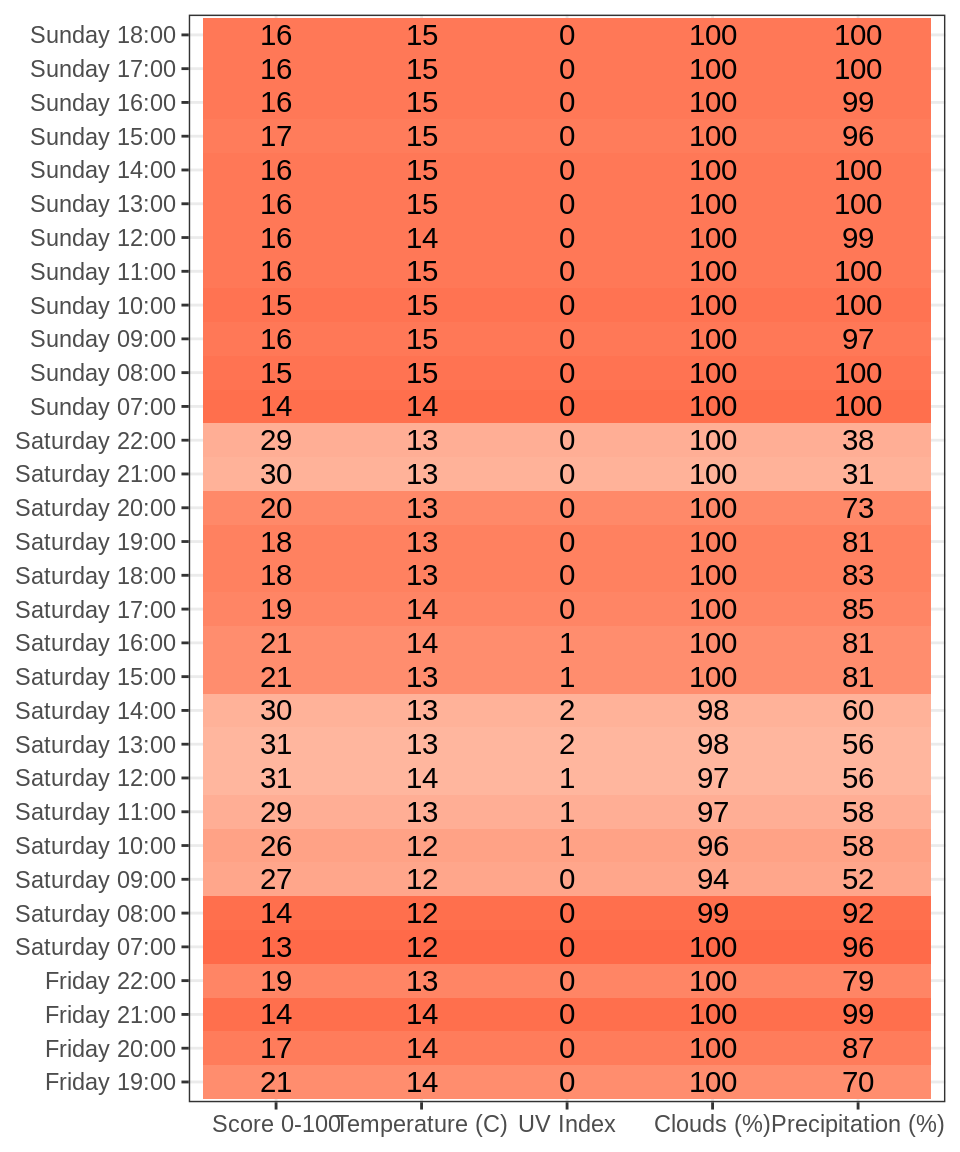 Sunday 18:00 16 15 0 100 100
Sunday 17:00 16 15 0 100 100
Sunday 16:00 16 15 0 100 99
Sunday 15:00 17 15 0 100 96
Sunday 14:00 16 15 0 100 100
Sunday 13:00 16 15 0 100 100
Sunday 12:00 16 14 0 100 99
Sunday 11:00 16 15 0 100 100
Sunday 10:00 15 15 0 100 100
Sunday 09:00 16 15 0 100 97
Sunday 08:00 15 15 0 100 100
Sunday 07:00 14 14 0 100 100
Saturday 22:00 29 13 0 100 38
Saturday 21:00 30 13 0 100 31
Saturday 20:00 20 13 0 100 73
Saturday 19:00 18 13 0 100 81
Saturday 18:00 18 13 0 100 83
Saturday 17:00 19 14 0 100 85
Saturday 16:00 21 14 1 100 81
Saturday 15:00 21 13 1 100 81
Saturday 14:00 30 13 2 98 60
Saturday 13:00 31 13 2 98 56
Saturday 12:00 31 14 1 97 56
Saturday 11:00 29 13 1 97 58
Saturday 10:00 26 12 1 96 58
Saturday 09:00 27 12 0 94 52
Saturday 08:00 14 12 0 99 92
Saturday 07:00 13 12 0 100 96
Friday 22:00 19 13 0 100 79
Friday 21:00 14 14 0 100 99
Friday 20:00 17 14 0 100 87
Friday 19:00 21 14 0 100 70
Score 0-100 Temperature (C) UV Index Clouds (%) Precipitation (%)